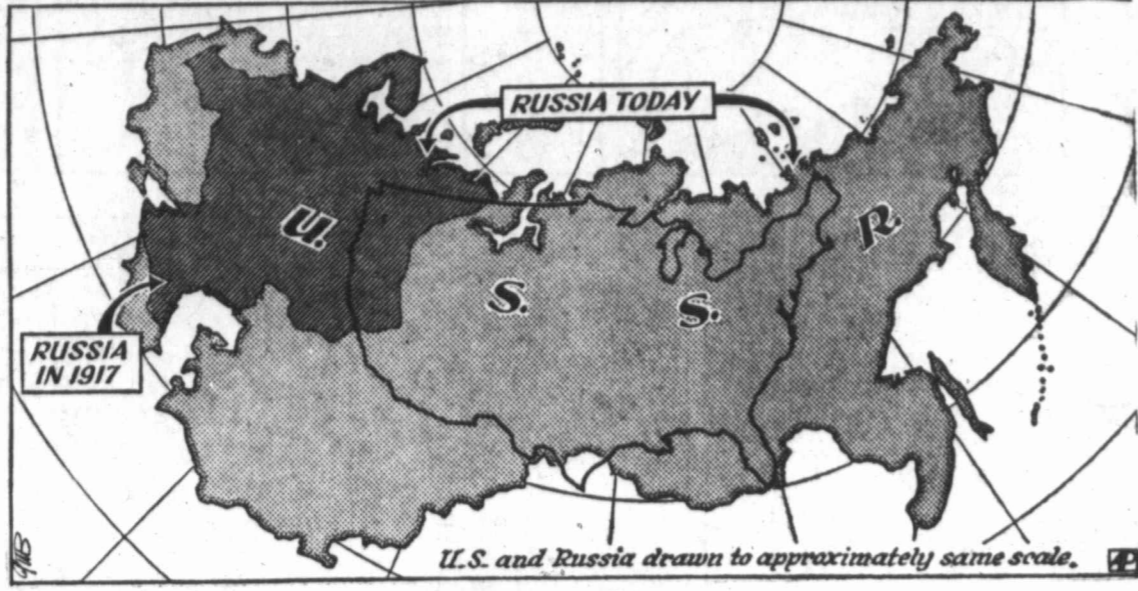 RUSSIA TODAY
U.
S.
S.
R.
RUSSIA
IN 1917
U.S. and Russia drawn to approximately same scale.
AP